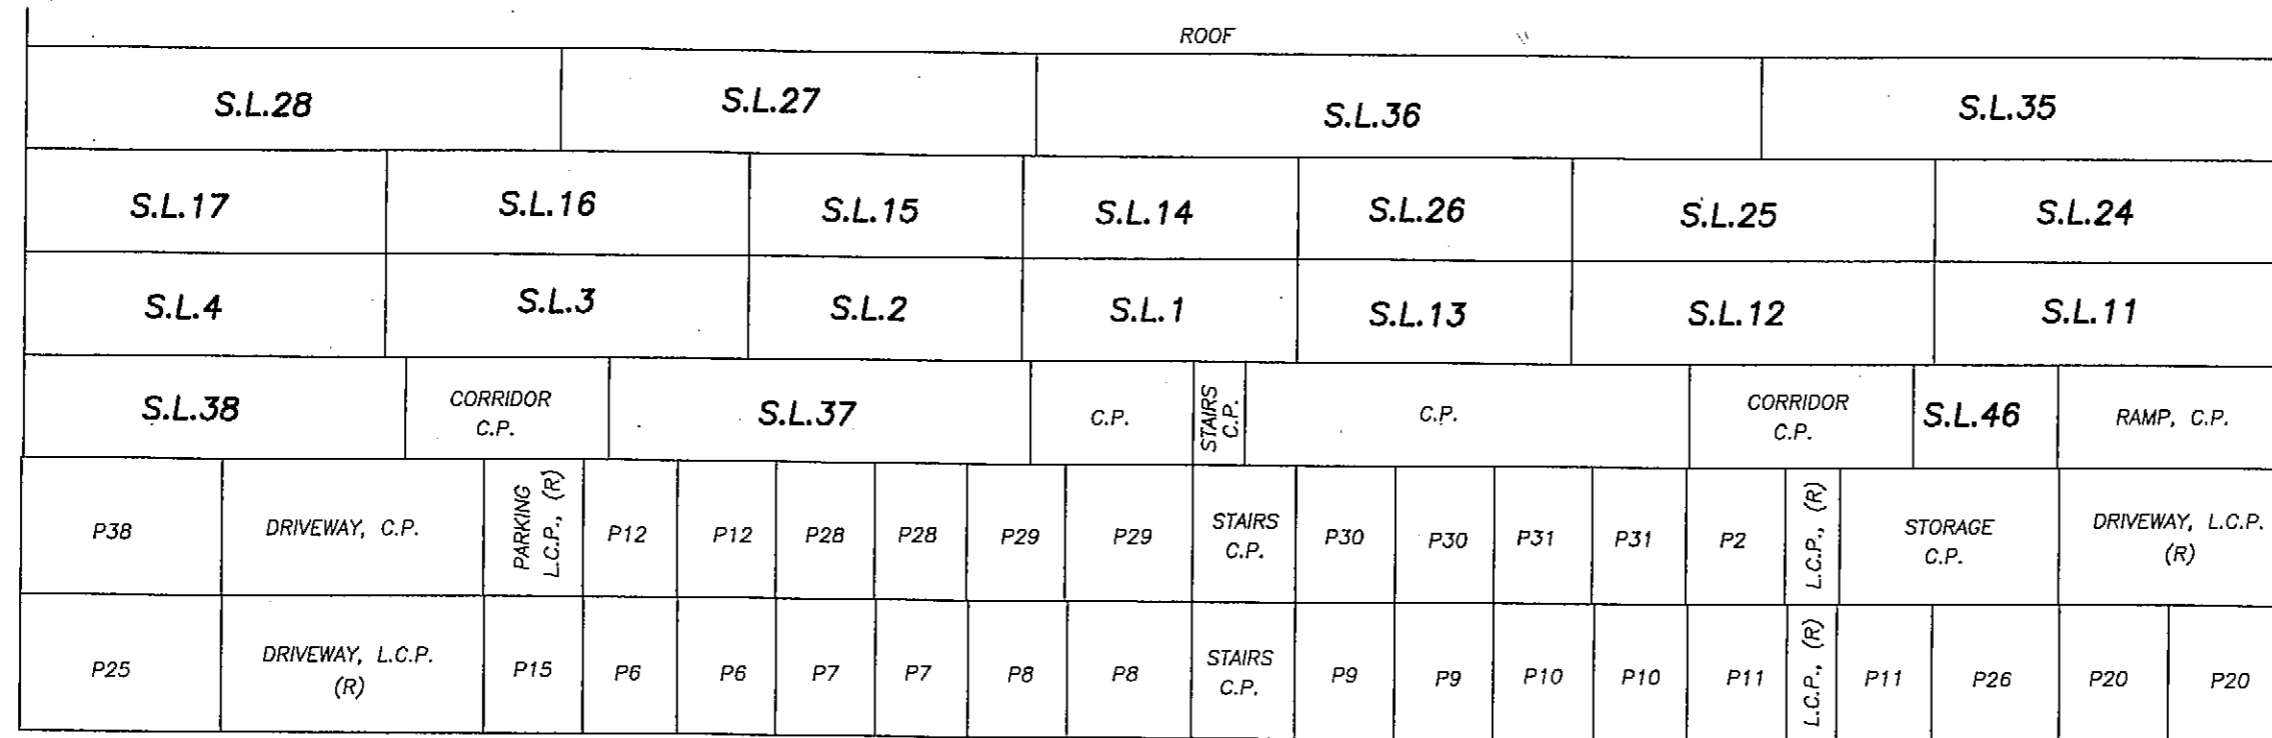 ROOF
S.L.28
S.L.27
S.L.36
S.L.35
S.L.17
S.L.16
S.L.15
S.L.14
S.L.26
S.L.25
S.L.24
S.L.4
S.L.3
S.L.2
S.L.1
S.L.13
S.L.12
S.L.11
S.L.38
CORRIDOR
C.P.
S.L.37
C.P.
STAIRS
C.P.
C.P.
CORRIDOR
C.P.
S.L.46
RAMP, C.P.
P38
DRIVEWAY, C.P.
PARKING
L.C.P., (R)
P12
P12
P28
P28
P29
P29
STAIRS
C.P.
P30
P30
P31
P31
P2
L.C.P., (R)
STORAGE
C.P.
DRIVEWAY, L.C.P.
(R)
P25
DRIVEWAY, L.C.P.
(R)
P15
P6
P6
P7
P7
P8
P8
STAIRS
C.P.
P9
P9
P10
P10
P11
L.C.P., (R)
P11
P26
P20
P20